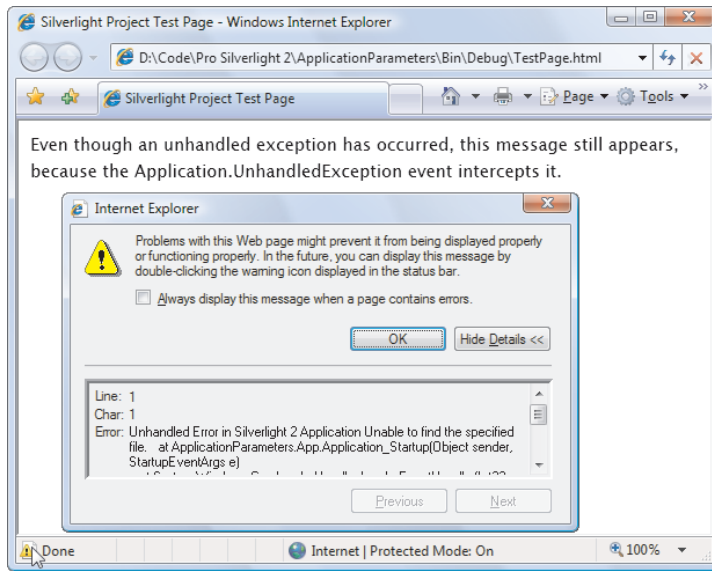 Silverlight Project Test Page - Windows Internet Explorer
D:\Code\Pro Silverlight 2\ApplicationParameters\Bin\Debug\TestPage.html
Silverlight Project Test Page
Page
Tools
Even though an unhandled exception has occurred, this message still appears,
because the Application.UnhandledException event intercepts it.
Internet Explorer
Problems with this Web page might prevent it from being displayed properly
or functioning properly. In the future, you can display this message by
double-clicking the warning icon displayed in the status bar.
Always display this message when a page contains errors.
OK
Hide Details <<
Line: 1
Char: 1
Error: Unhandled Error in Silverlight 2 Application Unable to find the specified
file. at ApplicationParameters.App.Application_Startup(Object sender,
StartupEventArgs e)
Previous
Next
Done
Internet | Protected Mode: On
100%